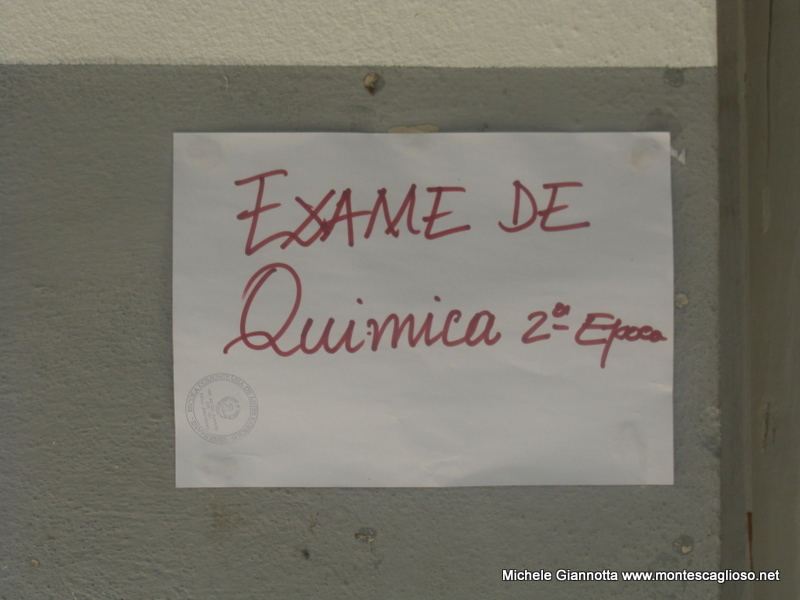 EXAME DE
Quimica 2ª Epoca
Michele Giannotta www.montescaglioso.net